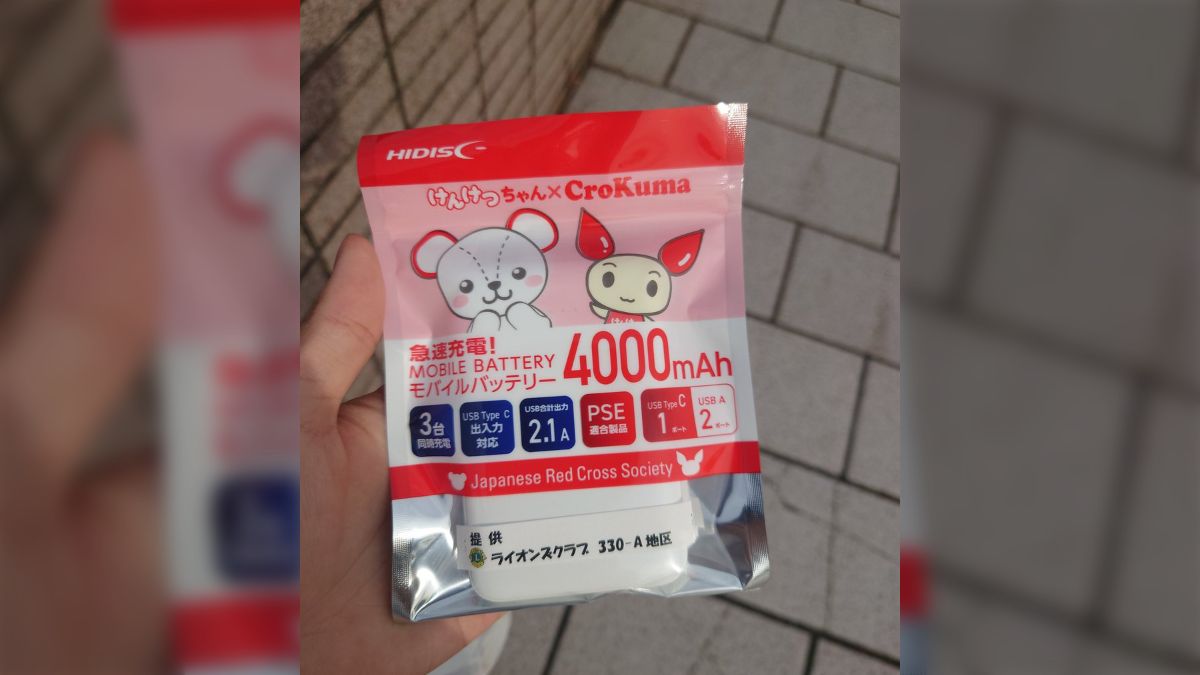 HIDISC
けんけつちゃん×CroKuma
急速充電!
MOBILE BATTERY
モバイルバッテリー
4000mAh
3台
同時充電
USB Type C
出入力
対応
USB合計出力
2.1A
PSE
適合製品
USB Type C
1ポート
USB A
2ポート
Japanese Red Cross Society
提供
ライオンズクラブ 330-A地区